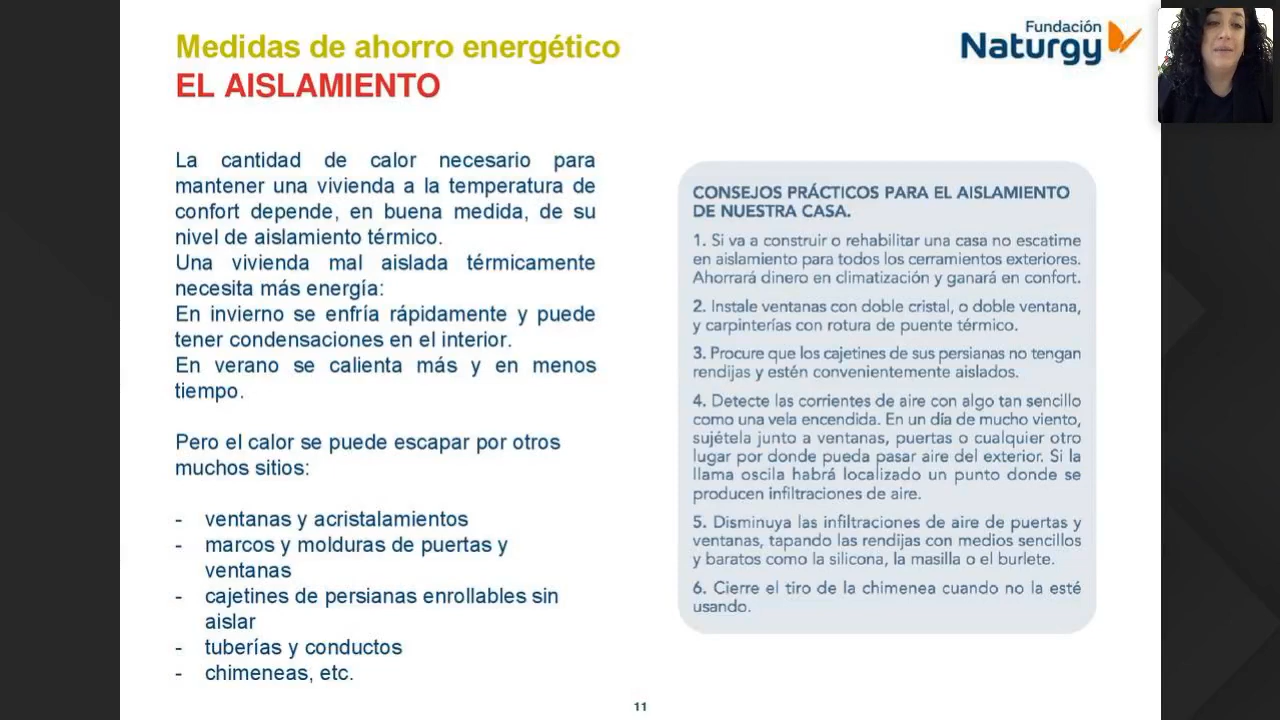 Medidas de ahorro energético
EL AISLAMIENTO
Fundación
Naturgy
La cantidad de calor necesario para
mantener una vivienda a la temperatura de
confort depende, en buena medida, de su
nivel de aislamiento térmico.
Una vivienda mal aislada térmicamente
necesita más energía:
En invierno se enfría rápidamente y puede
tener condensaciones en el interior.
En verano se calienta más y en menos
tiempo.
Pero el calor se puede escapar por otros
muchos sitios:
- ventanas y acristalamientos
- marcos y molduras de puertas y
ventanas
- cajetines de persianas enrollables sin
aislar
- tuberías y conductos
- chimeneas, etc.
CONSEJOS PRÁCTICOS PARA EL AISLAMIENTO
DE NUESTRA CASA.
1. Si va a construir o rehabilitar una casa no escatime
en aislamiento para todos los cerramientos exteriores.
Ahorrará dinero en climatización y ganará en confort.
2. Instale ventanas con doble cristal, o doble ventana,
y carpinterías con rotura de puente térmico.
3. Procure que los cajetines de sus persianas no tengan
rendijas y estén convenientemente aislados.
4. Detecte las corrientes de aire con algo tan sencillo
como una vela encendida. En un día de mucho viento,
sujétela junto a ventanas, puertas o cualquier otro
lugar por donde pueda pasar aire del exterior. Si la
llama oscila habrá localizado un punto donde se
producen infiltraciones de aire.
5. Disminuya las infiltraciones de aire de puertas y
ventanas, tapando las rendijas con medios sencillos
y baratos como la silicona, la masilla o el burlete.
6. Cierre el tiro de la chimenea cuando no la esté
usando.
11